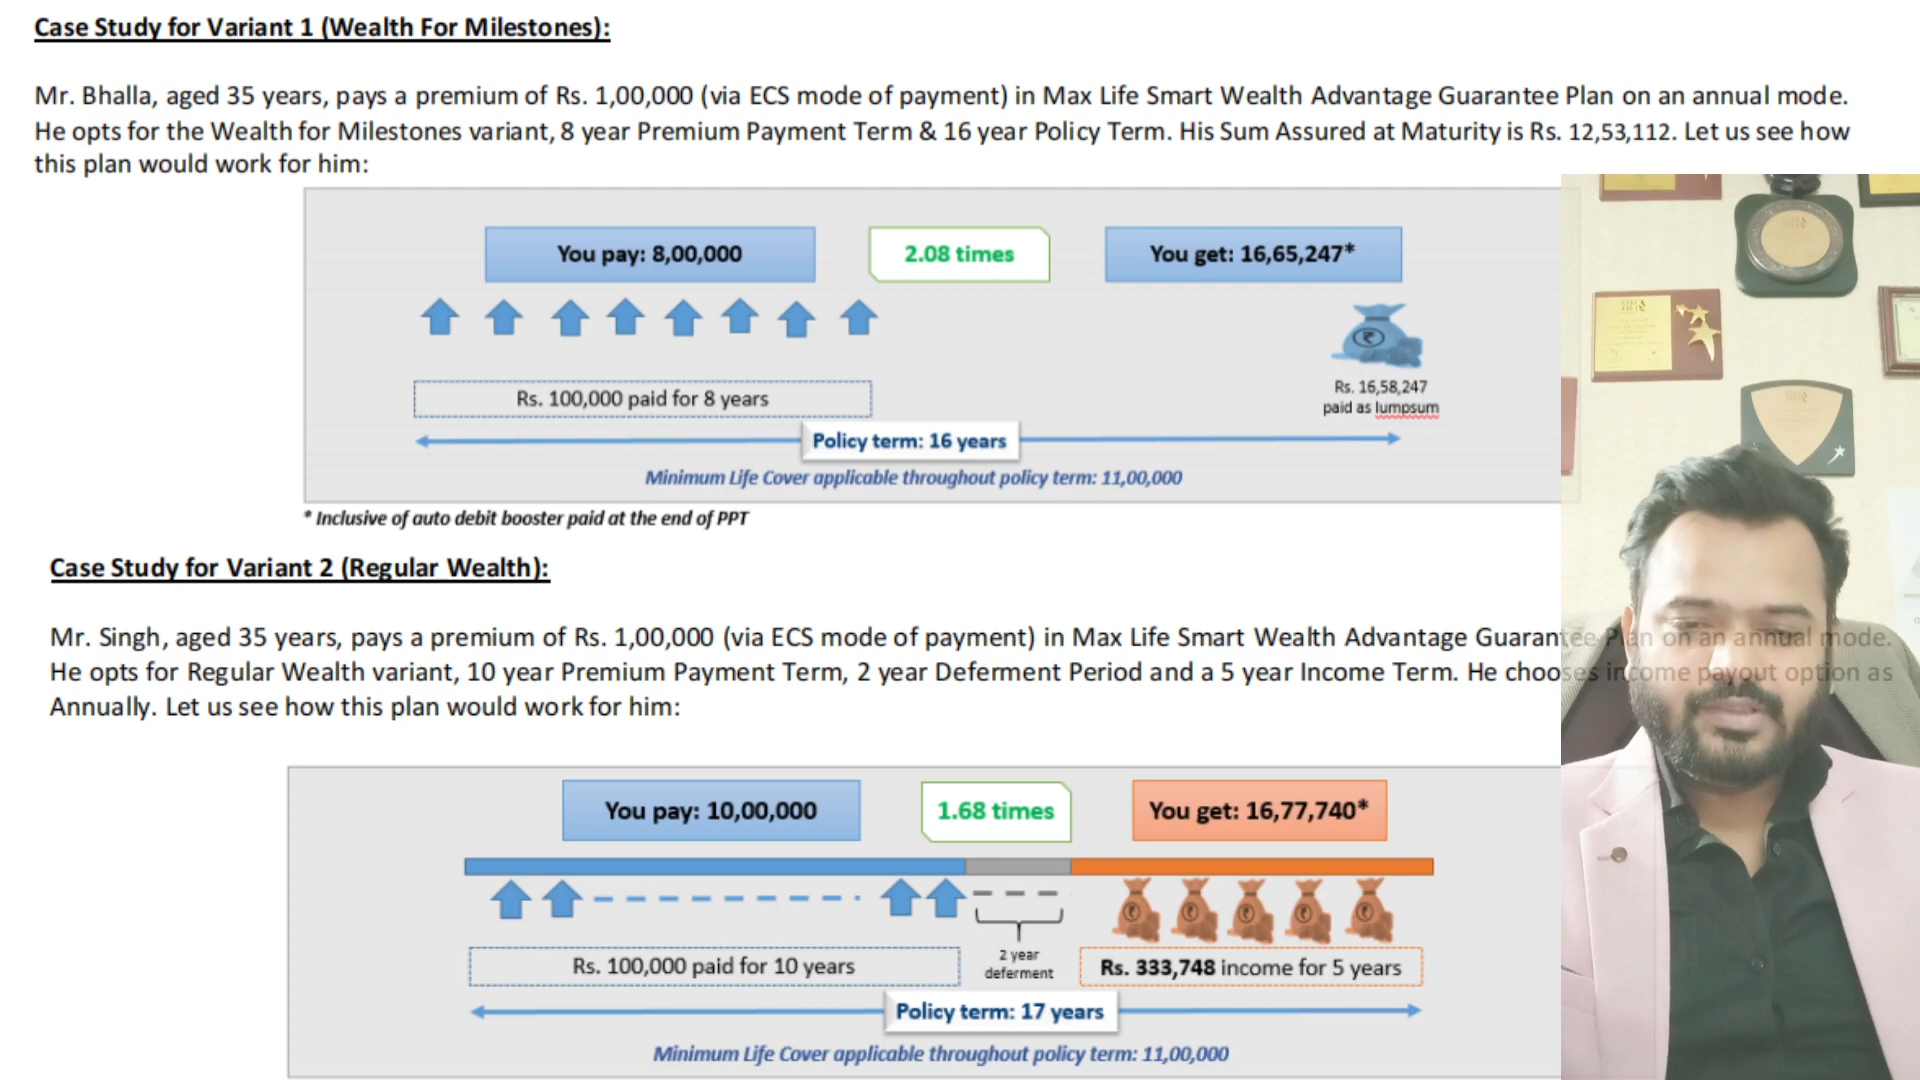 Case Study for Variant 1 (Wealth For Milestones):
Mr. Bhalla, aged 35 years, pays a premium of Rs. 1,00,000 (via ECS mode of payment) in Max Life Smart Wealth Advantage Guarantee Plan on an annual mode.
He opts for the Wealth for Milestones variant, 8 year Premium Payment Term & 16 year Policy Term. His Sum Assured at Maturity is Rs. 12,53,112. Let us see how
this plan would work for him:
You pay: 8,00,000
2.08 times
You get: 16,65,247*
Rs. 16,58,247
paid as lumpsum
Rs. 100,000 paid for 8 years
Policy term: 16 years
Minimum Life Cover applicable throughout policy term: 11,00,000
* Inclusive of auto debit booster paid at the end of PPT
Case Study for Variant 2 (Regular Wealth):
Mr. Singh, aged 35 years, pays a premium of Rs. 1,00,000 (via ECS mode of payment) in Max Life Smart Wealth Advantage Guarantee Plan on an annual mode.
He opts for Regular Wealth variant, 10 year Premium Payment Term, 2 year Deferment Period and a 5 year Income Term. He chooses income payout option as
Annually. Let us see how this plan would work for him:
You pay: 10,00,000
1.68 times
You get: 16,77,740*
2 year
deferment
Rs. 100,000 paid for 10 years
Rs. 333,748 income for 5 years
Policy term: 17 years
Minimum Life Cover applicable throughout policy term: 11,00,000